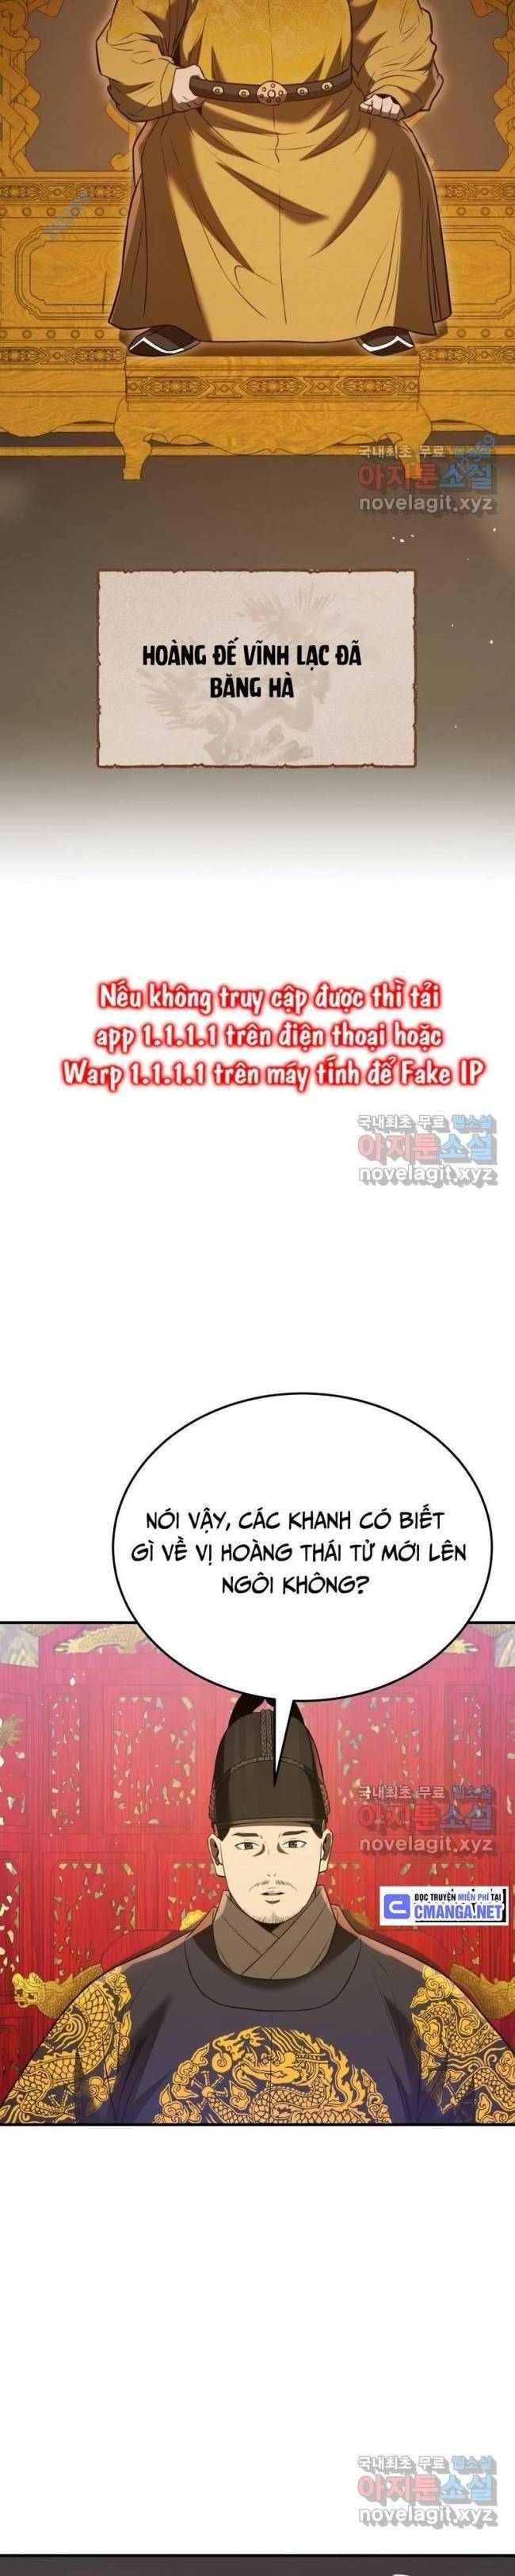 국내최초 무료 웹소설
아지툰소설
novelagit.xyz
HOÀNG ĐẾ VĨNH LẠC ĐÃ
BĂNG HÀ
Nếu không truy cập được thì tải
app 1.1.1.1 trên điện thoại hoặc
Warp 1.1.1.1 trên máy tính để Fake IP
국내최초 무료 웹소설
아지툰소설
novelagit.xyz
NÓI VẬY, CÁC KHANH CÓ BIẾT
GÌ VỀ VỊ HOÀNG THÁI TỬ MỚI LÊN
NGÔI KHÔNG?
국내최초 무료 웹소설
아지툰소설
novelagit.xyz
ĐỌC TRUYỆN MIỄN PHÍ TẠI
CMANGA.NET
국내최초 무료 웹소설
아지툰소설
novelagit.xyz